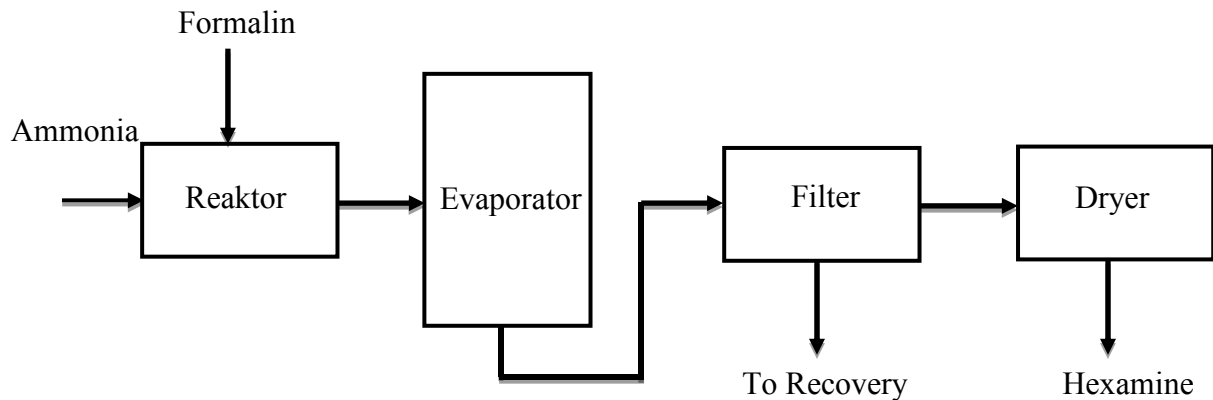 Formalin
Ammonia
Reaktor
Evaporator
Filter
Dryer
To Recovery
Hexamine